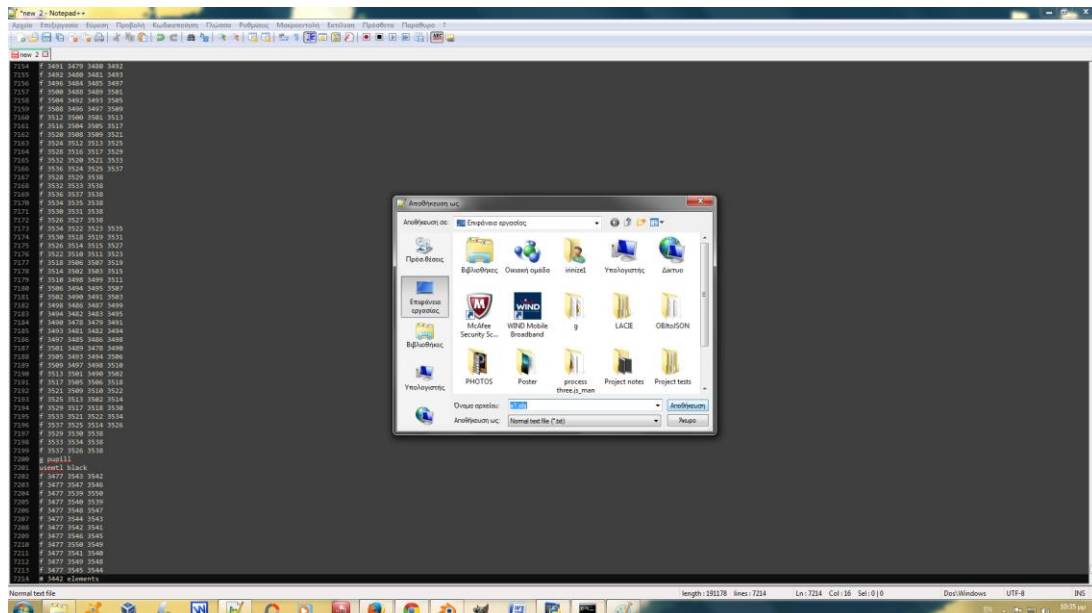 *new 2 - Notepad++
Αρχείο Επεξεργασία Εύρεση Προβολή Κωδικοποίηση Γλώσσα Ρυθμίσεις Μακροεντολή Εκτέλεση Πρόσθετα Παράθυρο ?
new 2
7154 f 3491 3479 3480 3492
7155 f 3492 3480 3481 3493
7156 f 3496 3484 3485 3497
7157 f 3500 3488 3489 3501
7158 f 3504 3492 3493 3505
7159 f 3508 3496 3497 3509
7160 f 3512 3500 3501 3513
7161 f 3516 3504 3505 3517
7162 f 3520 3508 3509 3521
7163 f 3524 3512 3513 3525
7164 f 3528 3516 3517 3529
7165 f 3532 3520 3521 3533
7166 f 3536 3524 3525 3537
7167 f 3528 3529 3538
7168 f 3532 3533 3538
7169 f 3536 3537 3538
7170 f 3534 3535 3538
7171 f 3530 3531 3538
7172 f 3526 3527 3538
7173 f 3534 3522 3523 3535
7174 f 3530 3518 3519 3531
7175 f 3526 3514 3515 3527
7176 f 3522 3510 3511 3523
7177 f 3518 3506 3507 3519
7178 f 3514 3502 3503 3515
7179 f 3510 3498 3499 3511
7180 f 3506 3494 3495 3507
7181 f 3502 3490 3491 3503
7182 f 3498 3486 3487 3499
7183 f 3494 3482 3483 3495
7184 f 3490 3478 3479 3491
7185 f 3493 3481 3482 3494
7186 f 3497 3485 3486 3498
7187 f 3501 3489 3478 3490
7188 f 3505 3493 3494 3506
7189 f 3509 3497 3498 3510
7190 f 3513 3501 3490 3502
7191 f 3517 3505 3506 3518
7192 f 3521 3509 3510 3522
7193 f 3525 3513 3502 3514
7194 f 3529 3517 3518 3530
7195 f 3533 3521 3522 3534
7196 f 3537 3525 3514 3526
7197 f 3529 3530 3538
7198 f 3533 3534 3538
7199 f 3537 3526 3538
7200 g pupill
7201 usemtl black
7202 f 3477 3543 3542
7203 f 3477 3547 3546
7204 f 3477 3539 3550
7205 f 3477 3540 3539
7206 f 3477 3548 3547
7207 f 3477 3544 3543
7208 f 3477 3542 3541
7209 f 3477 3546 3545
7210 f 3477 3550 3549
7211 f 3477 3541 3540
7212 f 3477 3549 3548
7213 f 3477 3545 3544
7214 # 3442 elements
Αποθήκευση ως
Αποθήκευση σε: Επιφάνεια εργασίας
Πρόσ.θέσεις
Επιφάνεια εργασίας
Βιβλιοθήκες
Υπολογιστής
Βιβλιοθήκες Οικιακή ομάδα irinizel Υπολογιστής Δίκτυο
McAfee Security Sc... WIND Mobile Broadband g LACIE OBJtoJSON
PHOTOS Poster process three.js_man Project notes Project tests
Όνομα αρχείου:
Αποθήκευση
Αποθήκευση ως: Normal text file (*.txt)
Άκυρο
Normal text file length : 191178 lines : 7214 Ln : 7214 Col : 16 Sel : 0 | 0 Dos\Windows UTF-8 INS
EN 10:35 μμ